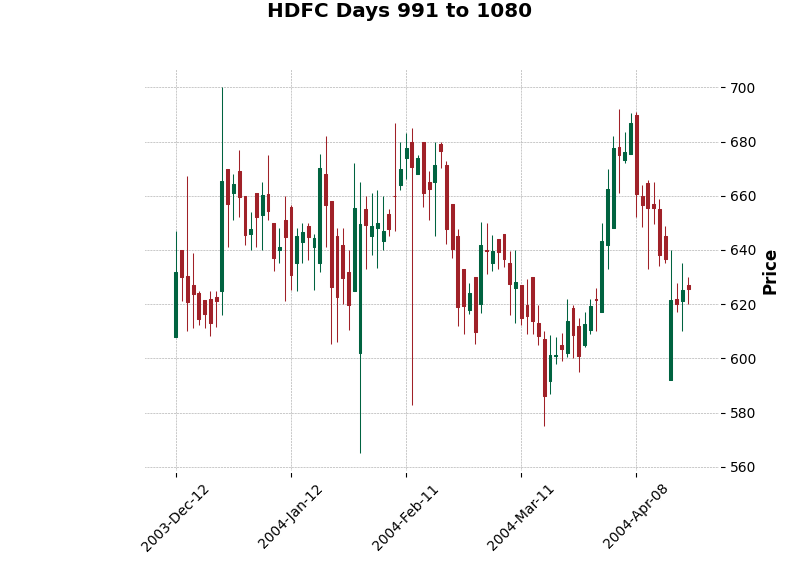 HDFC Days 991 to 1080
700
680
660
640
620
600
580
560
Price
2003-Dec-12
2004-Jan-12
2004-Feb-11
2004-Mar-11
2004-Apr-08